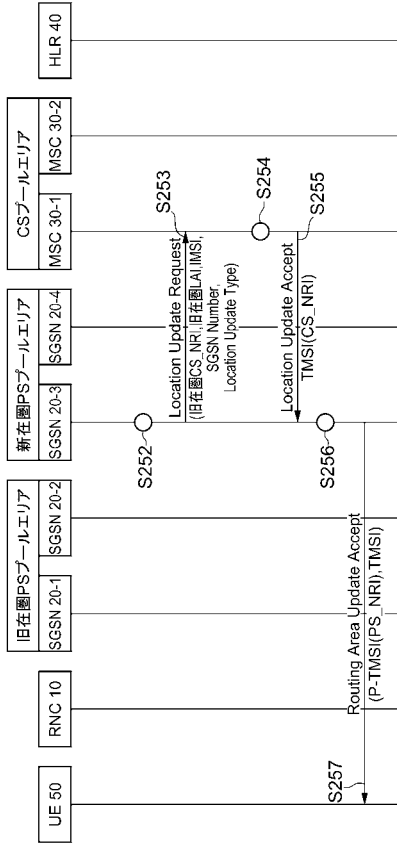 UE 50
RNC 10
旧在圏PSプールエリア
SGSN 20-1
SGSN 20-2
新在圏PSプールエリア
SGSN 20-3
SGSN 20-4
CSプールエリア
MSC 30-1
MSC 30-2
HLR 40
S252
Location Update Request
(旧在圏CS_NRI,旧在圏LAI,IMSI,
SGSN Number,
Location Update Type)
S253
S254
Location Update Accept
TMSI(CS_NRI)
S255
S256
Routing Area Update Accept
(P-TMSI(PS_NRI),TMSI)
S257